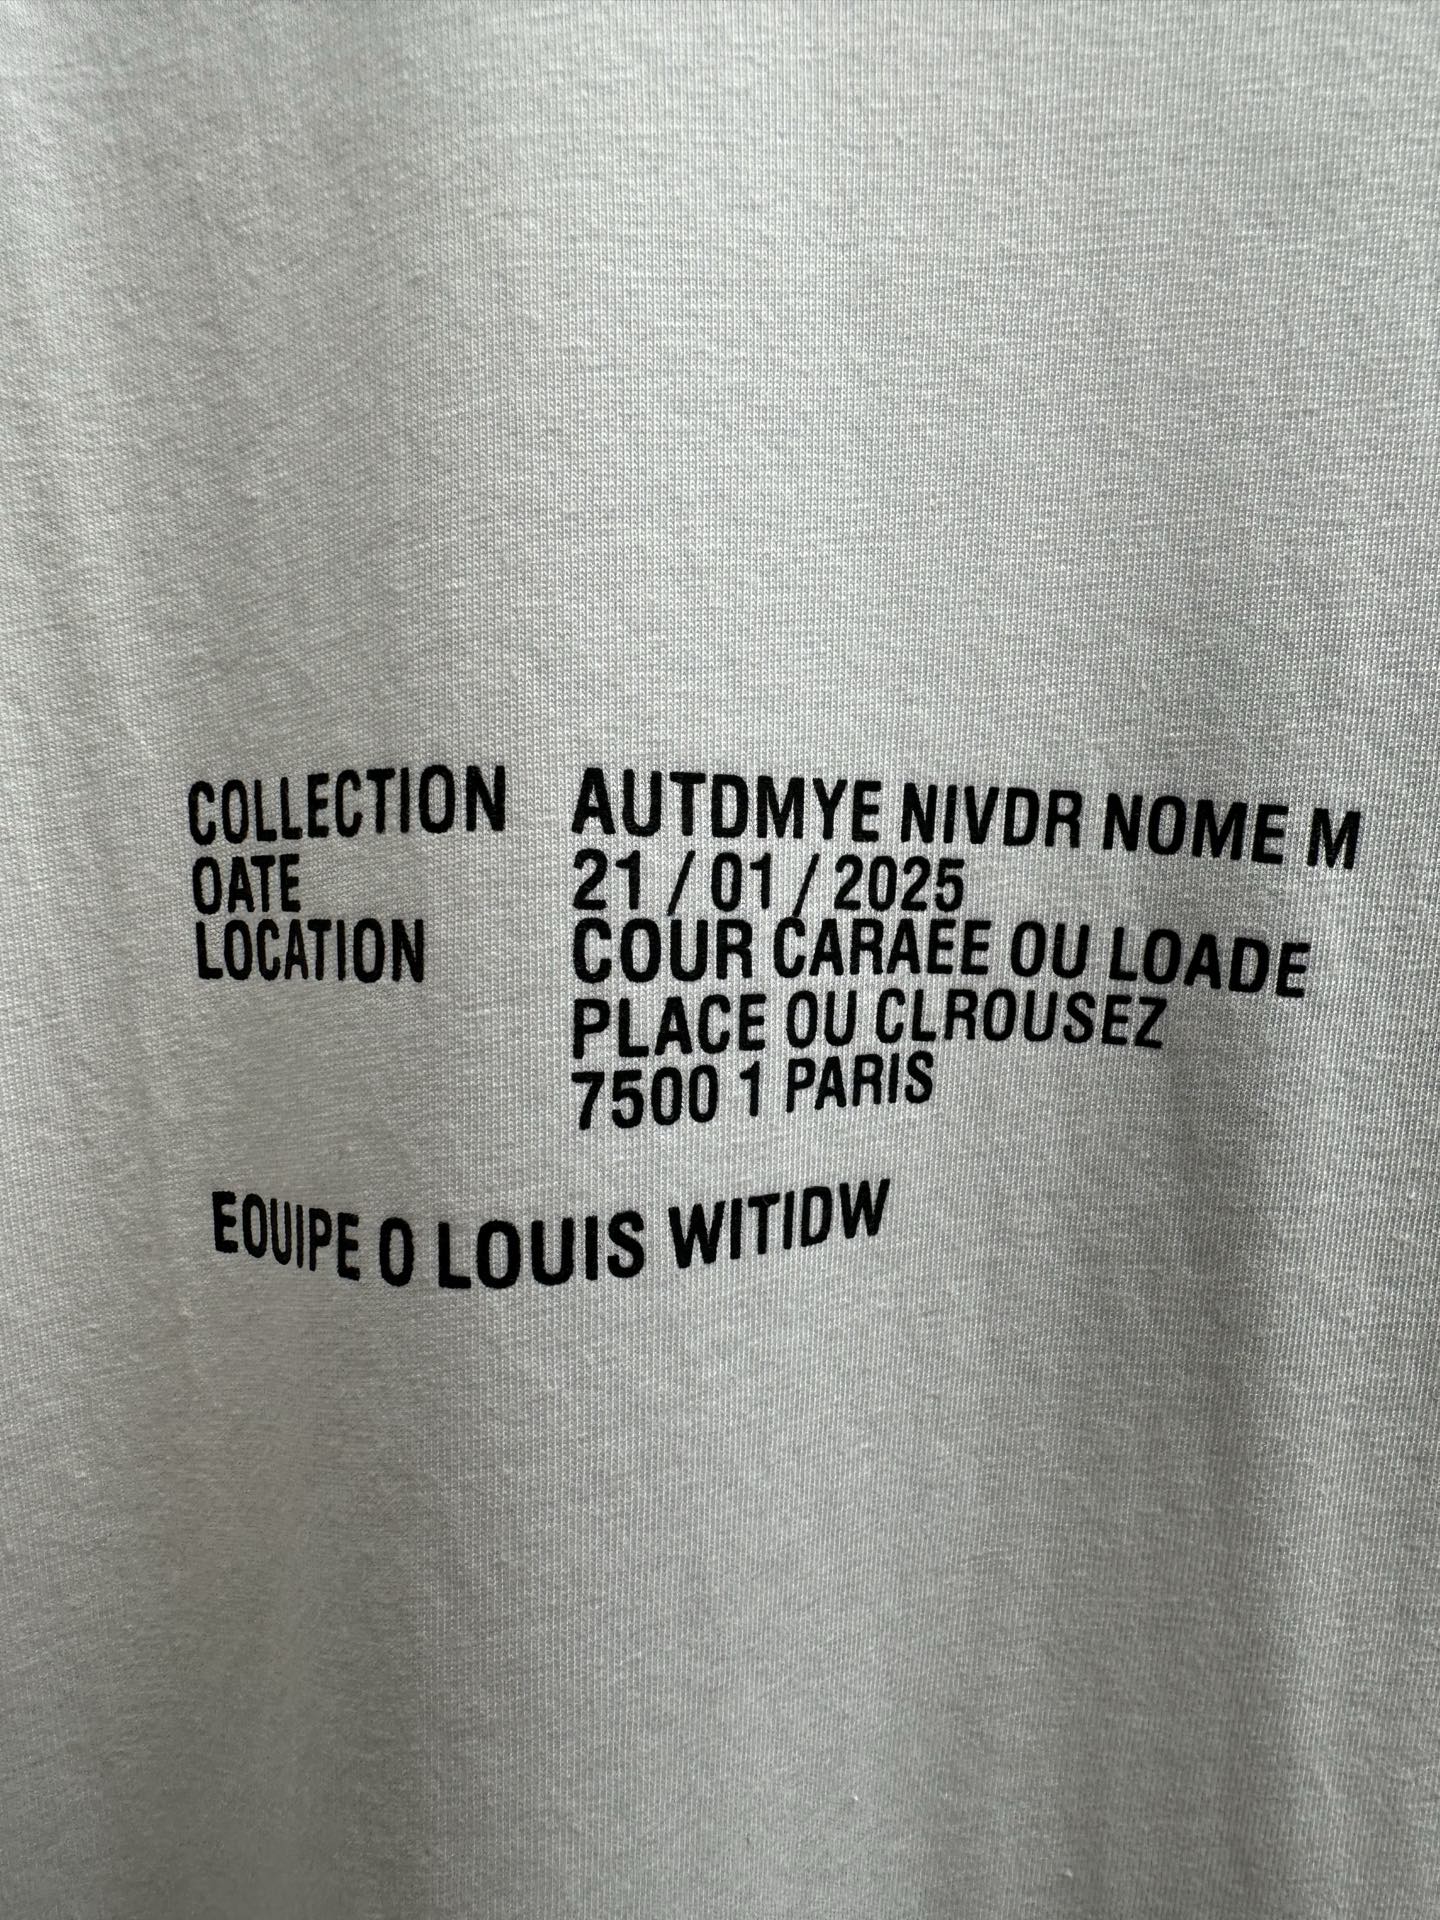 COLLECTION AUTDMYE NIVDR NOME M
OATE 21 / 01 / 2025
LOCATION COUR CARAEE OU LOADE
PLACE OU CLROUSEZ
7500 1 PARIS
EOUIPE O LOUIS WITIDW